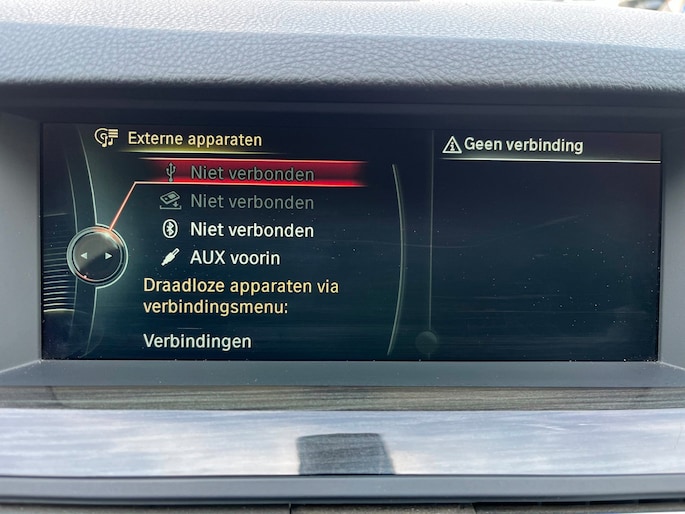 Externe apparaten
Geen verbinding
Niet verbonden
Niet verbonden
Niet verbonden
AUX voorin
Draadloze apparaten via
verbindingsmenu:
Verbindingen